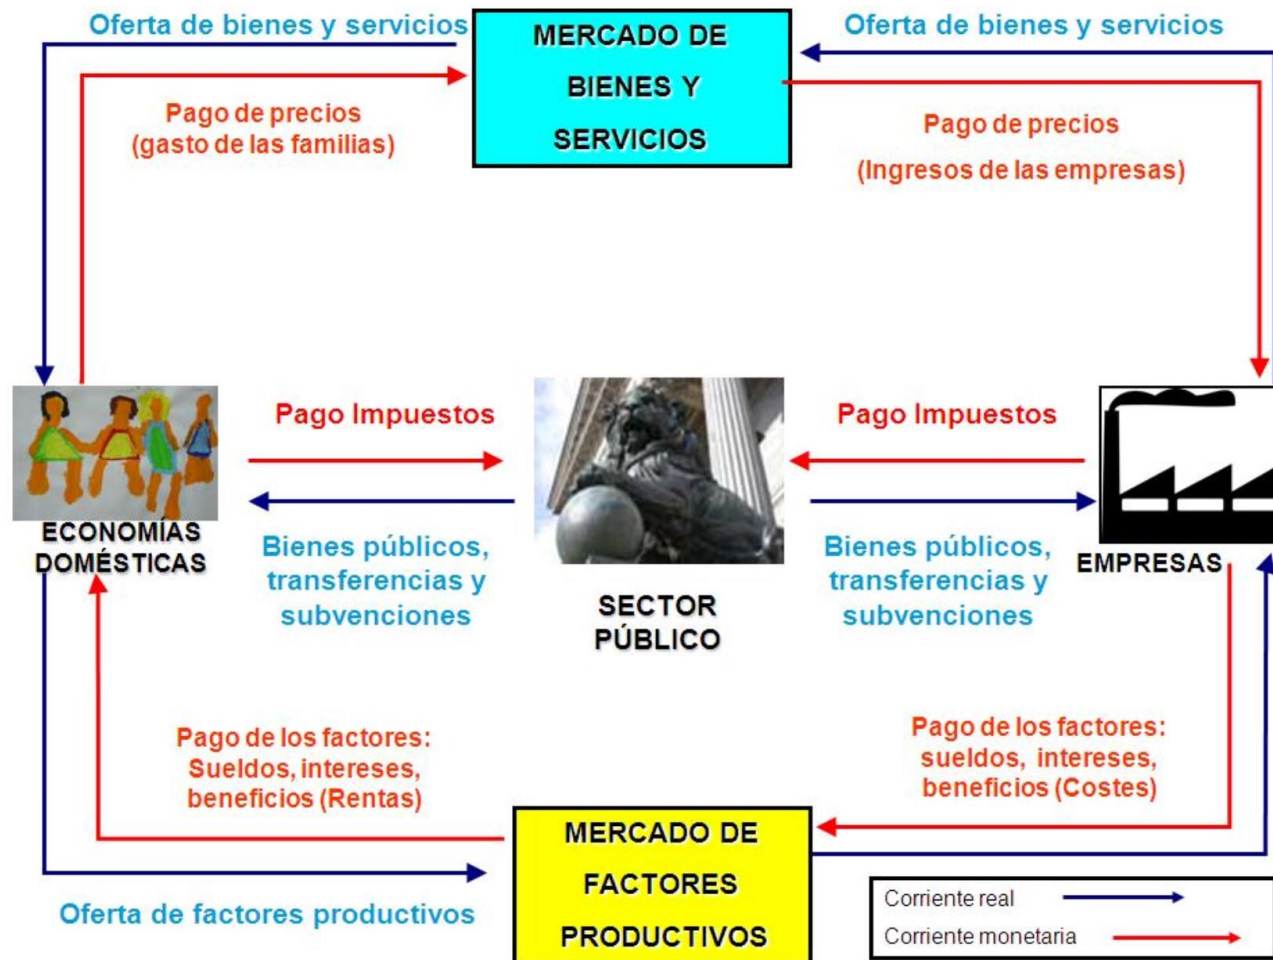 Oferta de bienes y servicios
MERCADO DE
BIENES Y
SERVICIOS
Oferta de bienes y servicios
Pago de precios
(gasto de las familias)
Pago de precios
(Ingresos de las empresas)
Pago Impuestos
Pago Impuestos
ECONOMÍAS
DOMÉSTICAS
Bienes públicos,
transferencias y
subvenciones
SECTOR
PÚBLICO
Bienes públicos,
transferencias y
subvenciones
EMPRESAS
Pago de los factores:
Sueldos, intereses,
beneficios (Rentas)
Pago de los factores:
sueldos, intereses,
beneficios (Costes)
MERCADO DE
FACTORES
PRODUCTIVOS
Oferta de factores productivos
Corriente real
Corriente monetaria